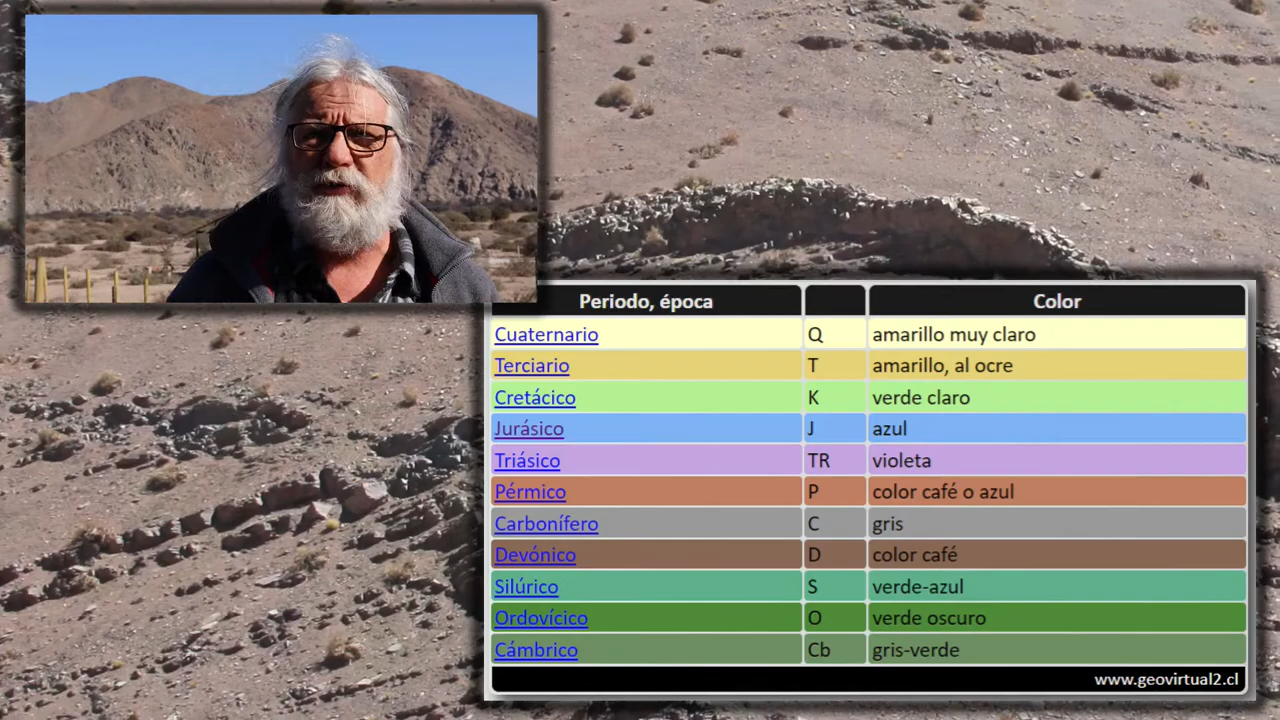 Periodo, época Color
Cuaternario Q amarillo muy claro
Terciario T amarillo, al ocre
Cretácico K verde claro
Jurásico J azul
Triásico TR violeta
Pérmico P color café o azul
Carbonífero C gris
Devónico D color café
Silúrico S verde-azul
Ordovícico O verde oscuro
Cámbrico Cb gris-verde
www.geovirtual2.cl